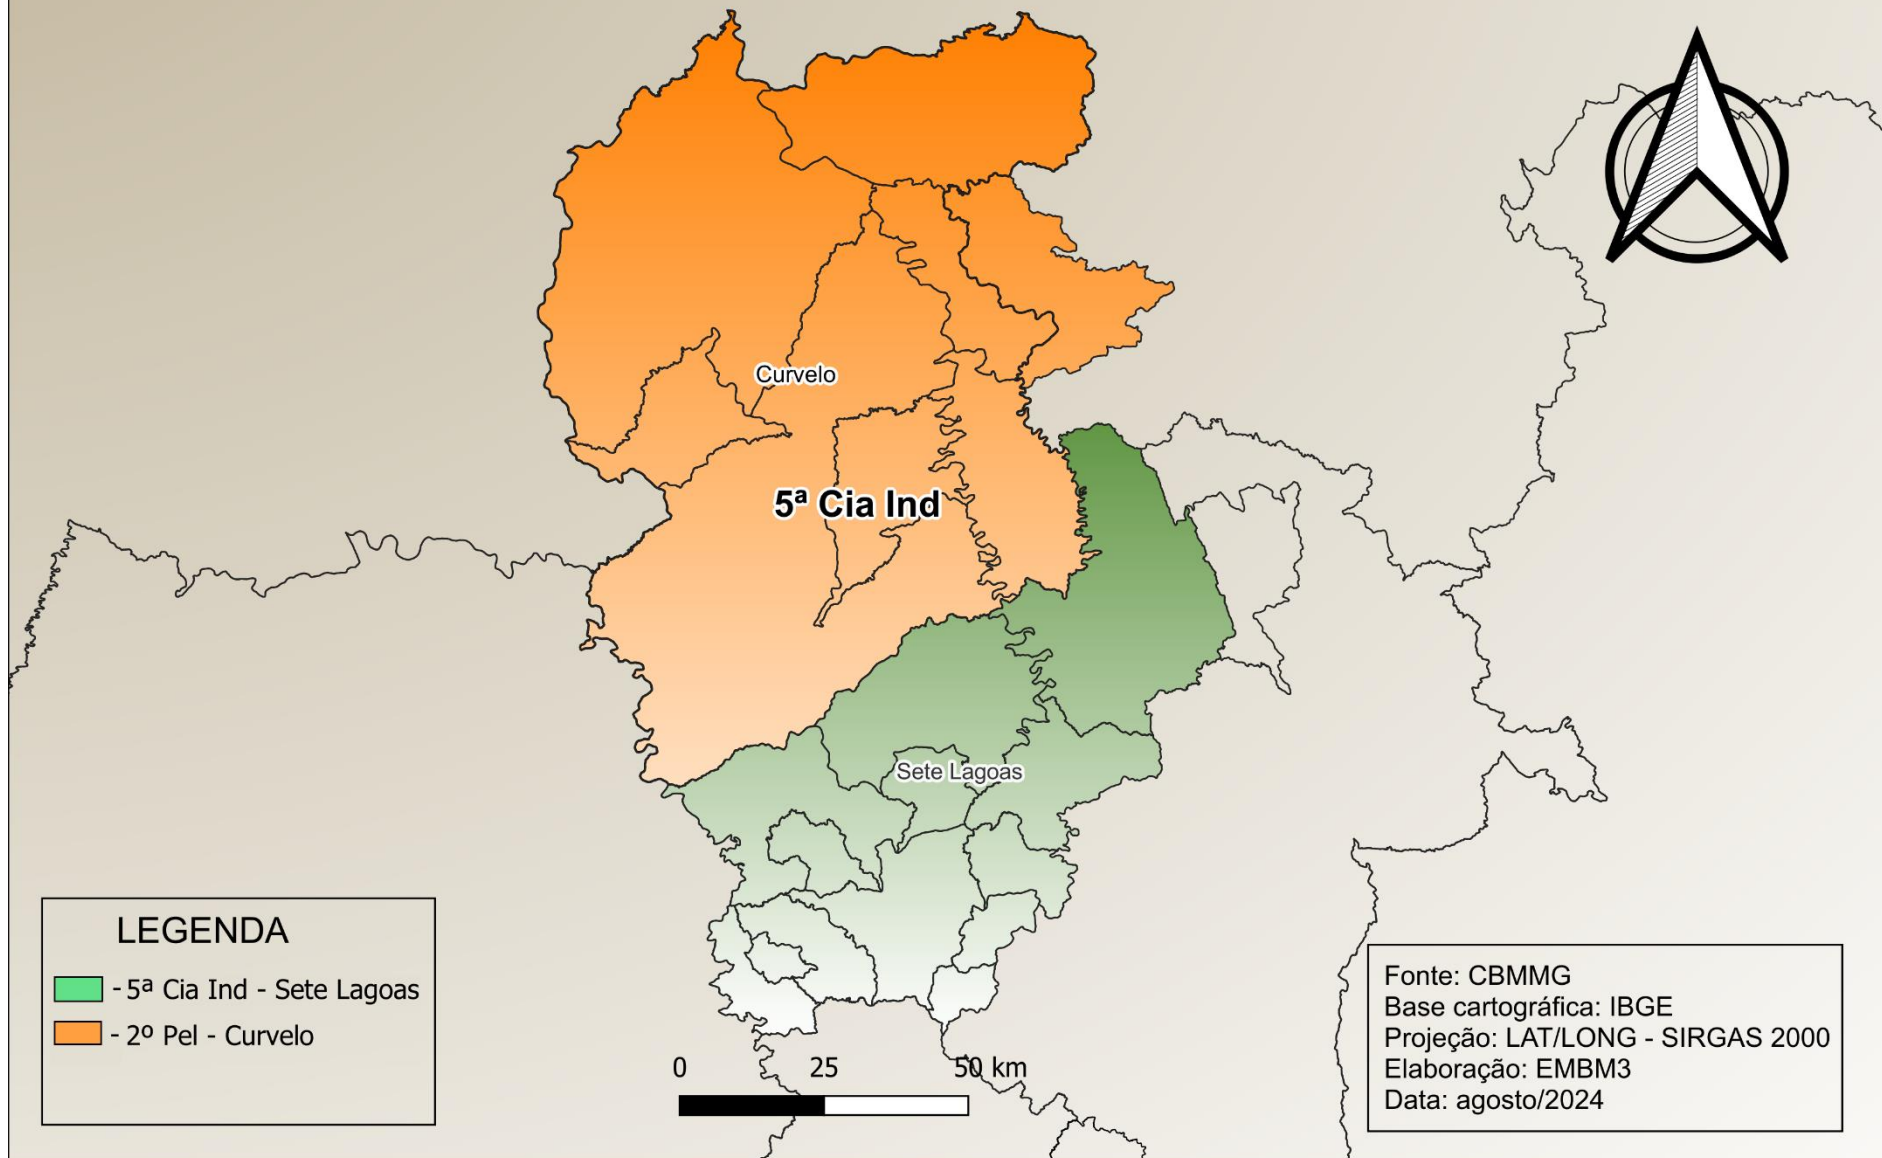 Curvelo
5ª Cia Ind
Sete Lagoas
LEGENDA
- 5ª Cia Ind - Sete Lagoas
- 2º Pel - Curvelo
0 25 50 km
Fonte: CBMMG
Base cartográfica: IBGE
Projeção: LAT/LONG - SIRGAS 2000
Elaboração: EMBM3
Data: agosto/2024